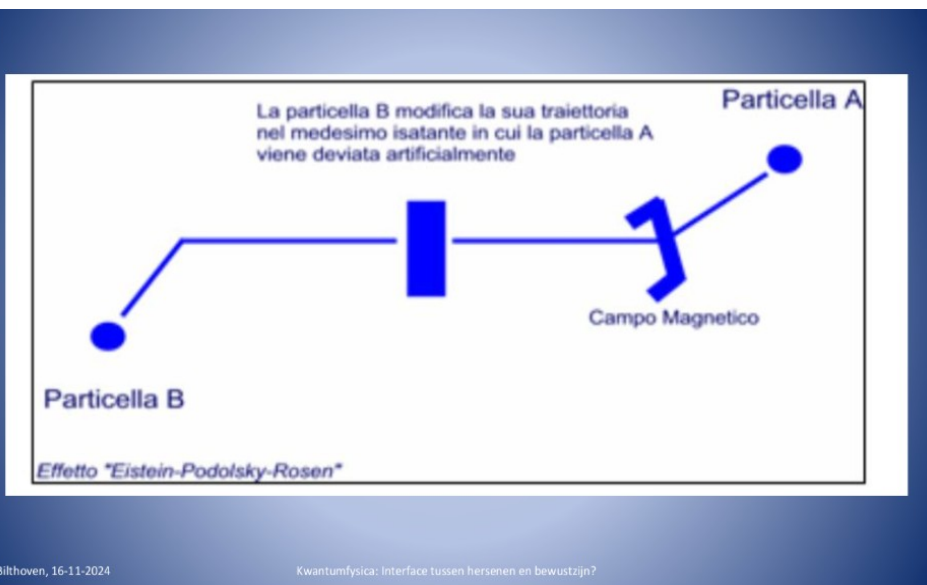 Particella A
La particella B modifica la sua traiettoria
nel medesimo isatante in cui la particella A
viene deviata artificialmente
Campo Magnetico
Particella B
Effetto "Eistein-Podolsky-Rosen"
Bilthoven, 16-11-2024
Kwantumfysica: Interface tussen hersenen en bewustzijn?